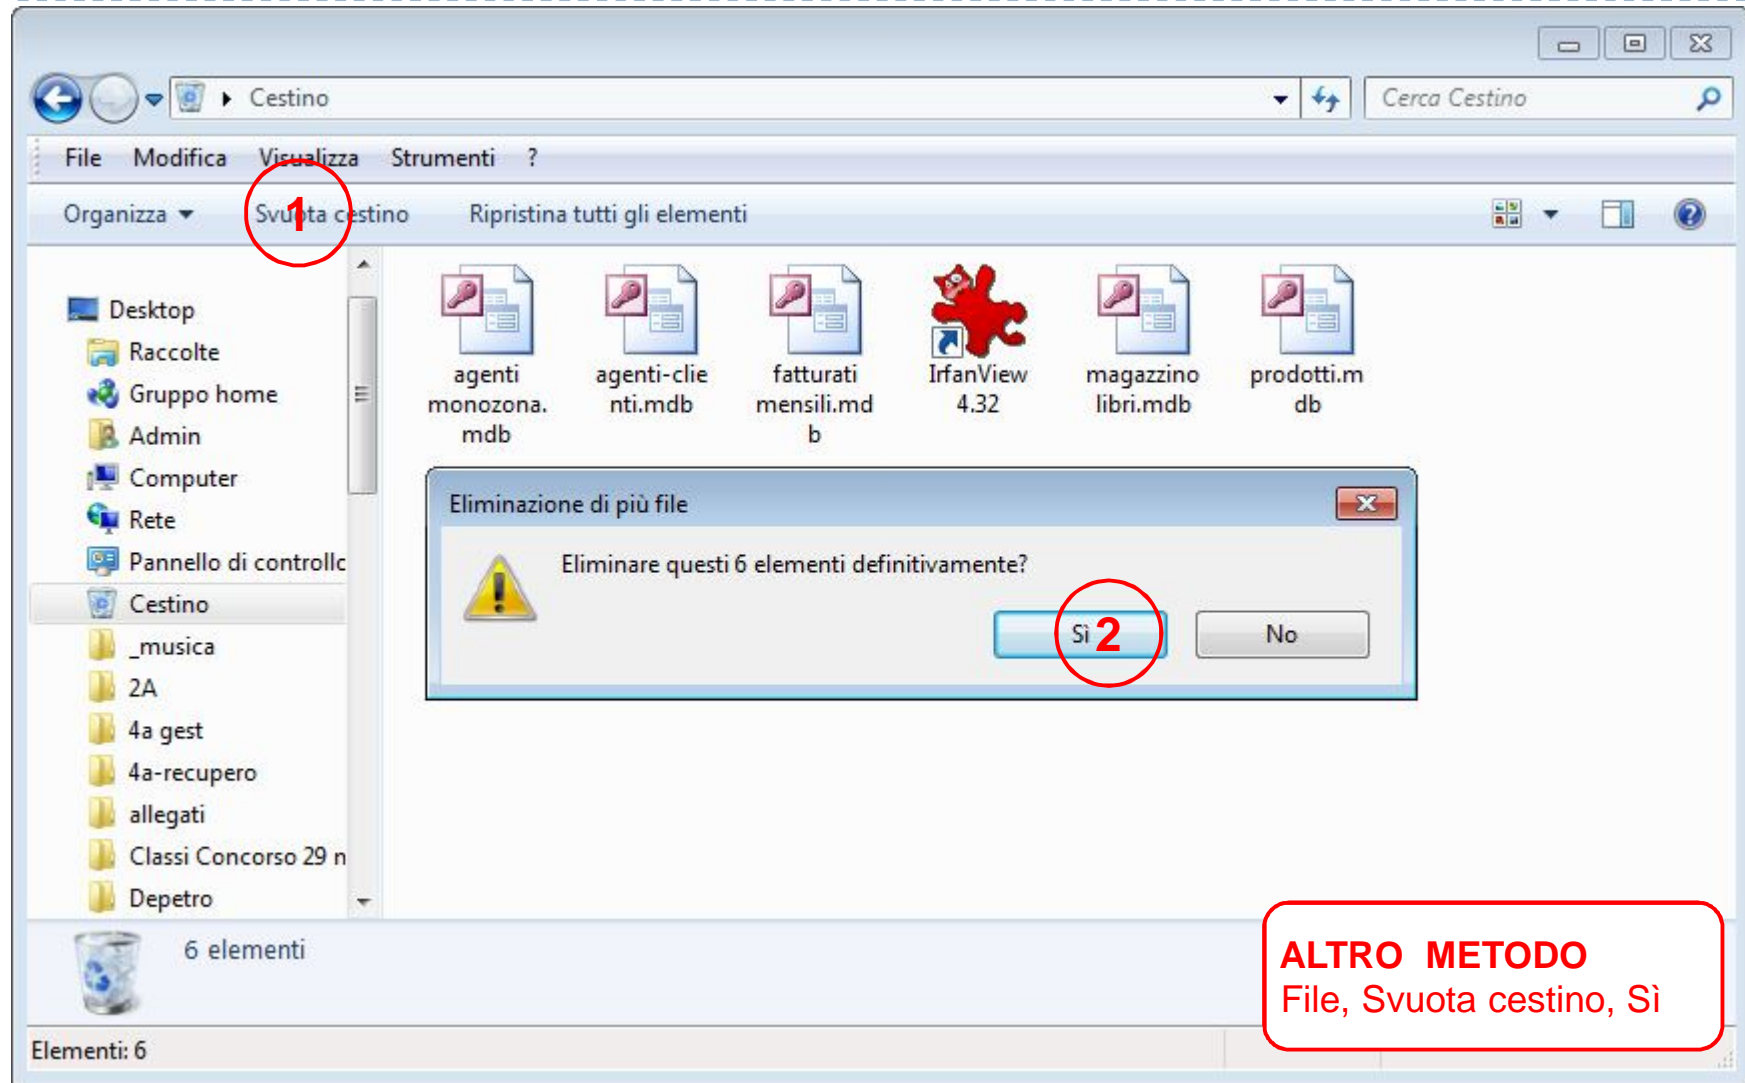 Cestino
Cerca Cestino
File Modifica Visualizza Strumenti ?
Organizza Svuota cestino Ripristina tutti gli elementi
1
Desktop
Raccolte
Gruppo home
Admin
Computer
Rete
Pannello di controllo
Cestino
_musica
2A
4a gest
4a-recupero
allegati
Classi Concorso 29 n
Depetro
agenti
monozona.
mdb
agenti-clie
nti.mdb
fatturati
mensili.md
b
IrfanView
4.32
magazzino
libri.mdb
prodotti.m
db
Eliminazione di più file
Eliminare questi 6 elementi definitivamente?
Sì 2 No
6 elementi
ALTRO METODO
File, Svuota cestino, Sì
Elementi: 6